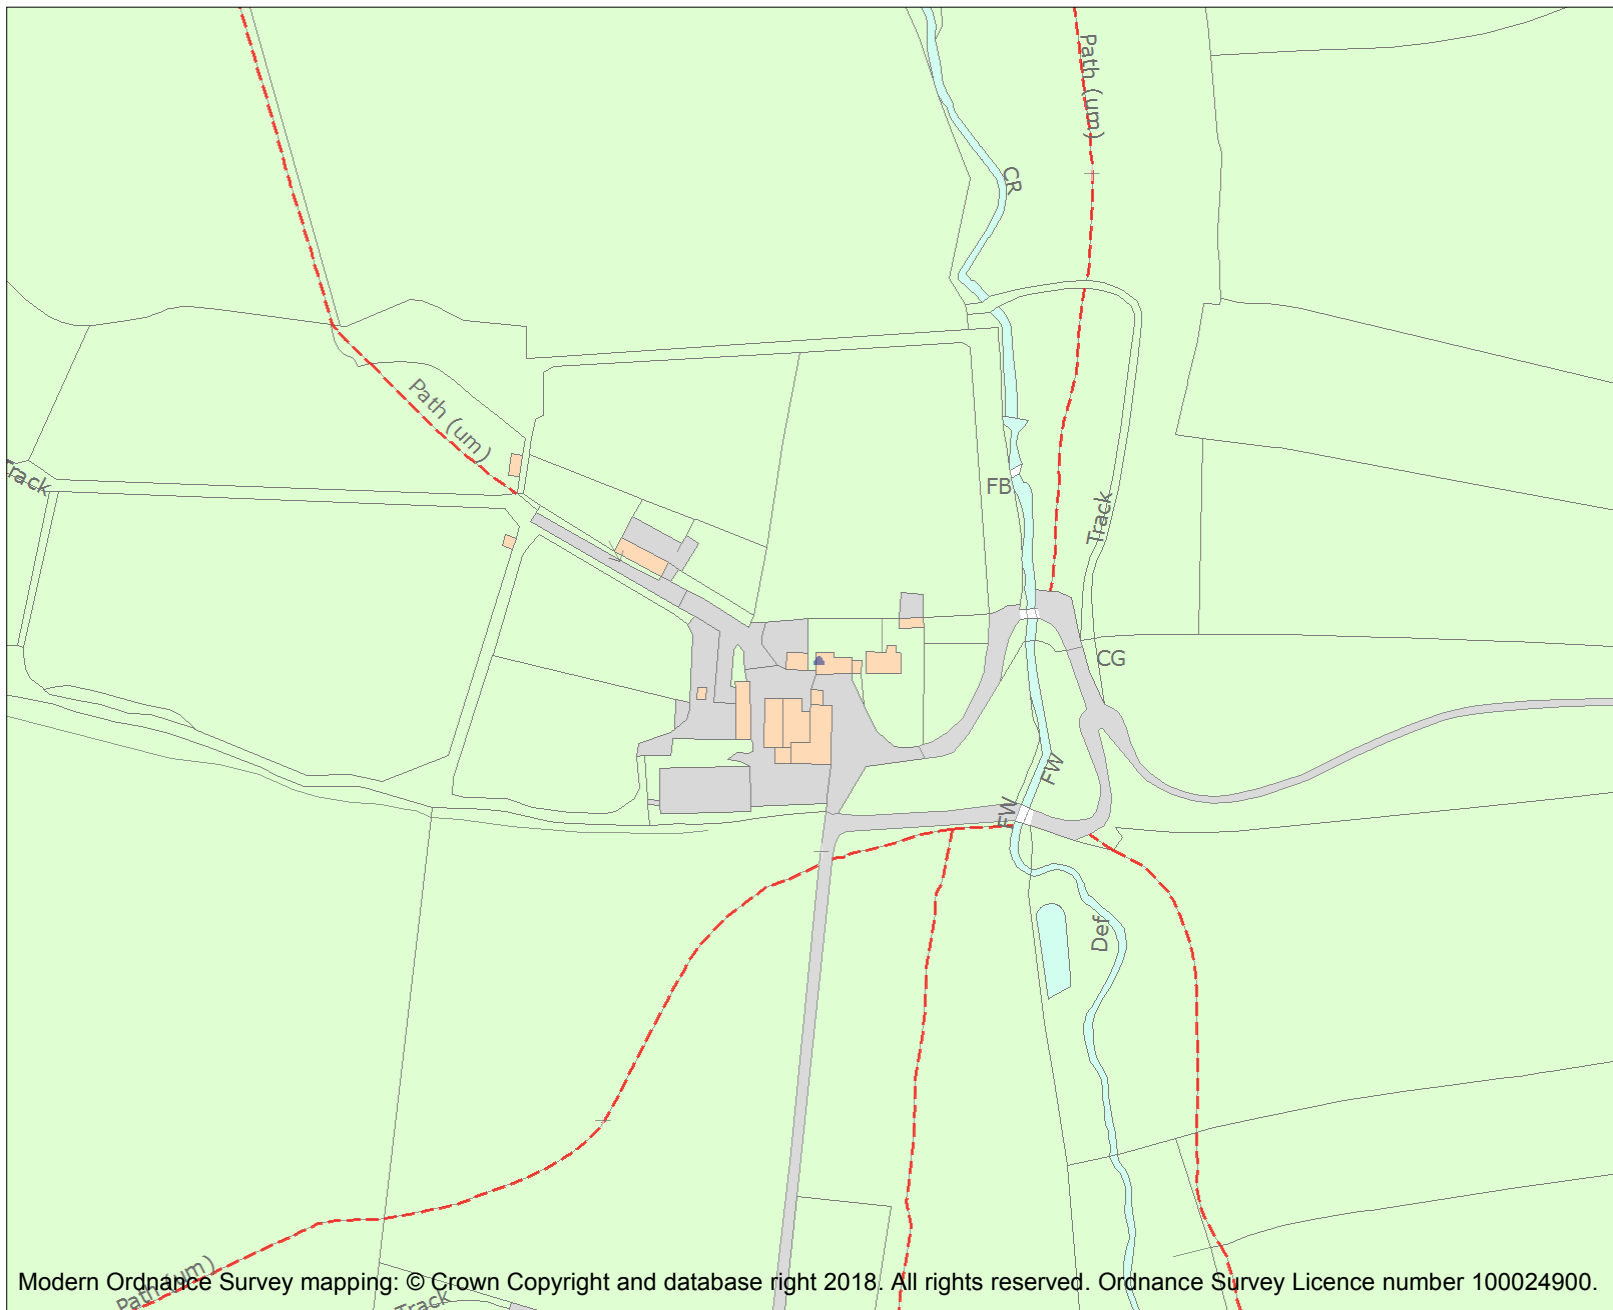 Path (um)
CR
Path (um)
Track
FB
Track
CG
FW
FW
Def
Path (um)
Modern Ordnance Survey mapping: © Crown Copyright and database right 2018. All rights reserved. Ordnance Survey Licence number 100024900.
Track